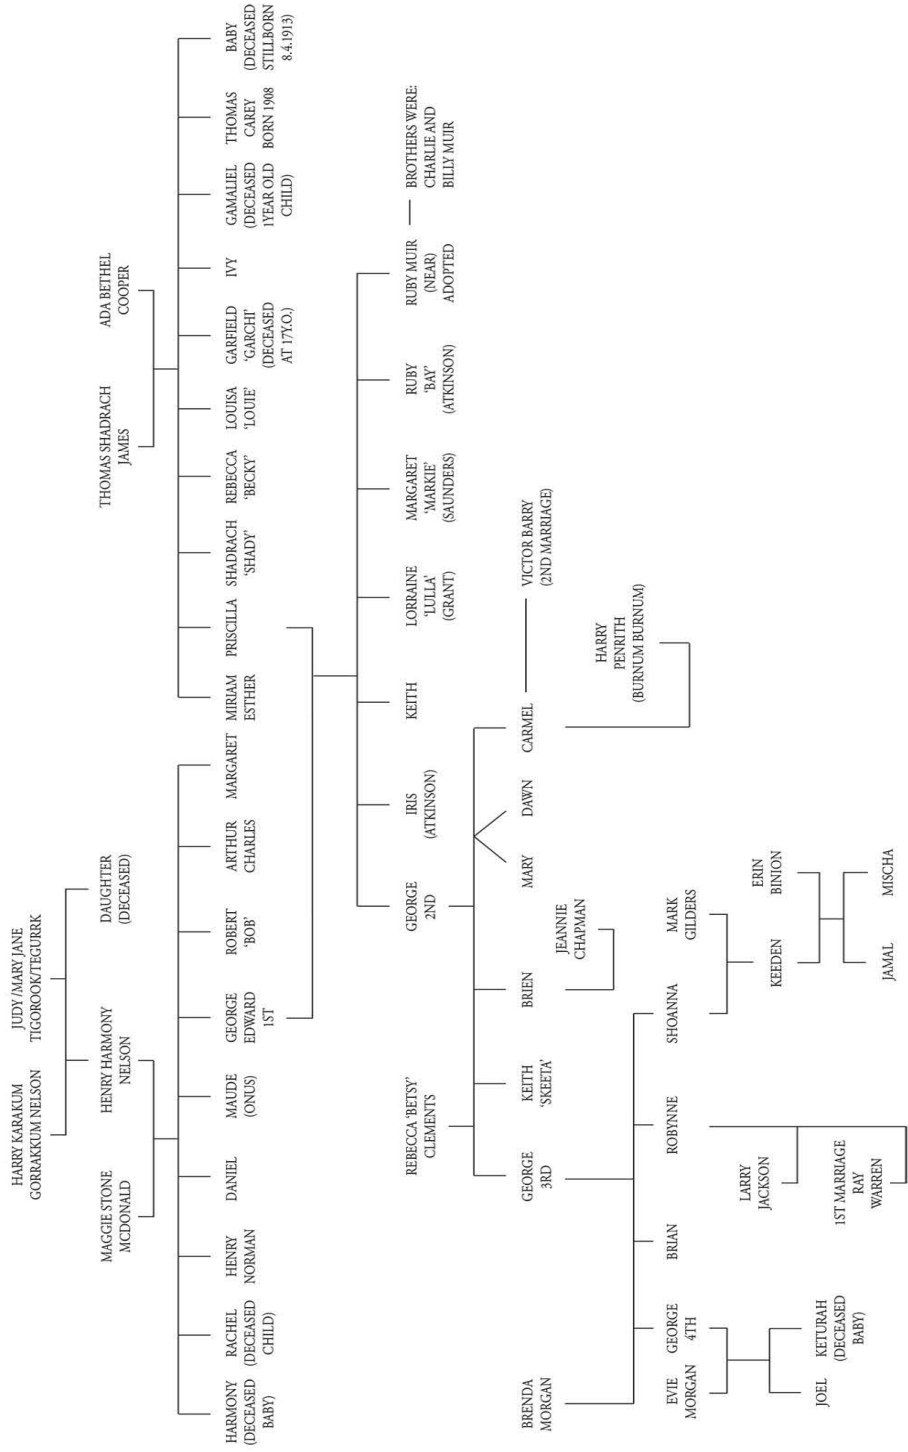 HARRY KARAKUM
GORRAKKUM NELSON
JUDY /MARY JANE
TIGOROOK/TEGURRK
MAGGIE STONE
MCDONALD
HENRY HARMONY
NELSON
DAUGHTER
(DECEASED)
THOMAS SHADRACH
JAMES
ADA BETHEL
COOPER
HARMONY
(DECEASED
BABY)
RACHEL
(DECEASED
CHILD)
HENRY
NORMAN
DANIEL
MAUDE
(ONUS)
GEORGE
EDWARD
1ST
ROBERT
‘BOB’
ARTHUR
CHARLES
MARGARET
MIRIAM
ESTHER
PRISCILLA
SHADRACH
‘SHADY’
REBECCA
‘BECKY’
LOUISA
‘LOUIE’
GARFIELD
‘GARCHI’
(DECEASED
AT 17Y.O.)
IVY
GAMALIEL
(DECEASED
1YEAR OLD
CHILD)
THOMAS
CAREY
BORN 1908
BABY
(DECEASED
STILLBORN
8.4.1913)
REBECCA ‘BETSY’
CLEMENTS
GEORGE
2ND
IRIS
(ATKINSON)
KEITH
LORRAINE
‘LULLA’
(GRANT)
MARGARET
‘MARKIE’
(SAUNDERS)
RUBY
‘BAY’
(ATKINSON)
RUBY MUIR
(NEAR)
ADOPTED
BROTHERS WERE:
CHARLIE AND
BILLY MUIR
BRENDA
MORGAN
GEORGE
3RD
KEITH
‘SKEETA’
BRIEN
JEANNIE
CHAPMAN
MARY
DAWN
CARMEL
VICTOR BARRY
(2ND MARRIAGE)
HARRY
PENRITH
(BURNUM BURNUM)
EVIE
MORGAN
GEORGE
4TH
BRIAN
ROBYNNE
SHOANNA
MARK
GILDERS
LARRY
JACKSON
1ST MARRIAGE
RAY
WARREN
KEEDEN
ERIN
BINION
JOEL
KETURAH
(DECEASED
BABY)
JAMAL
MISCHA